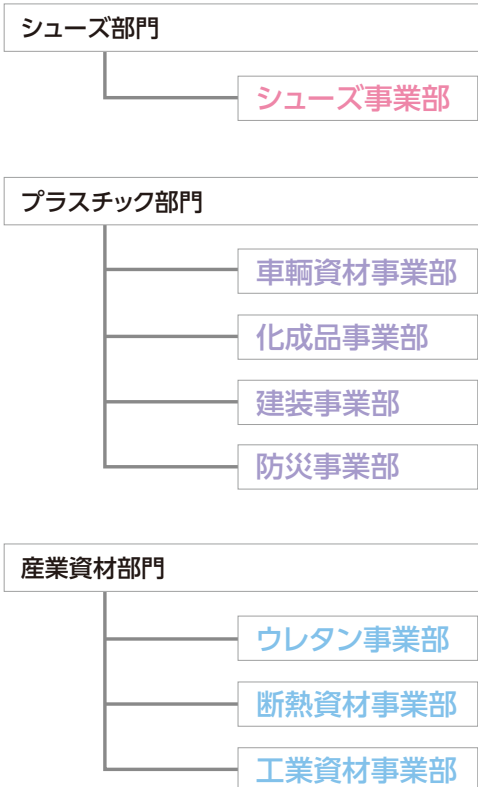 シューズ部門
シューズ事業部
プラスチック部門
車輌資材事業部
化成品事業部
建装事業部
防災事業部
産業資材部門
ウレタン事業部
断熱資材事業部
工業資材事業部